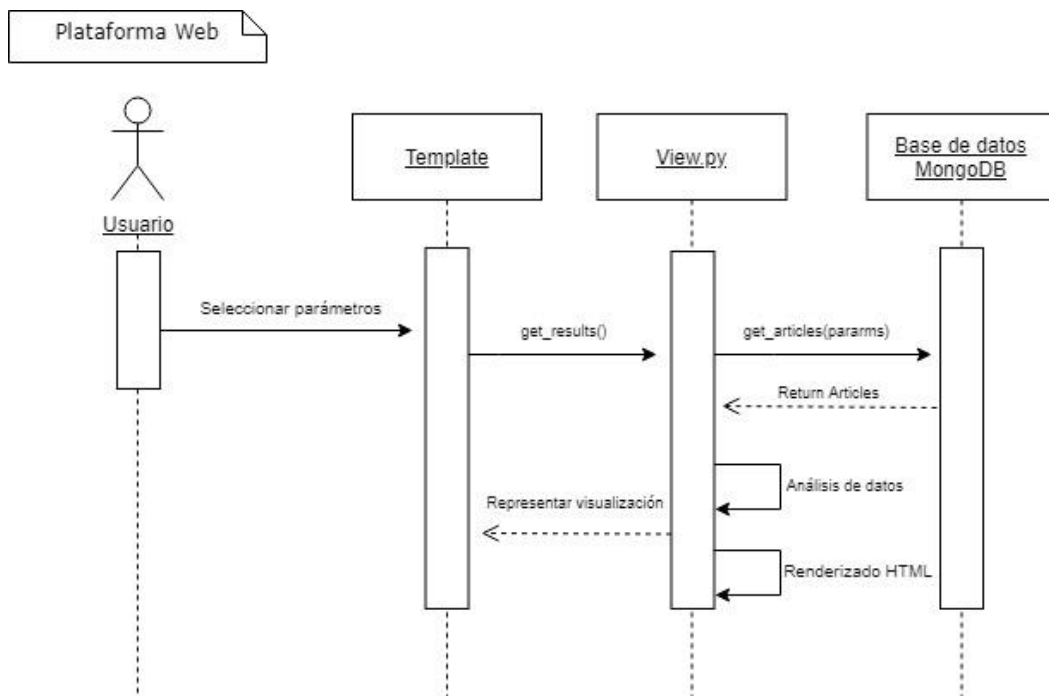 Plataforma Web
Usuario
Template
View.py
Base de datos
MongoDB
Seleccionar parámetros
get_results()
get_articles(pararms)
Return Articles
Análisis de datos
Representar visualización
Renderizado HTML